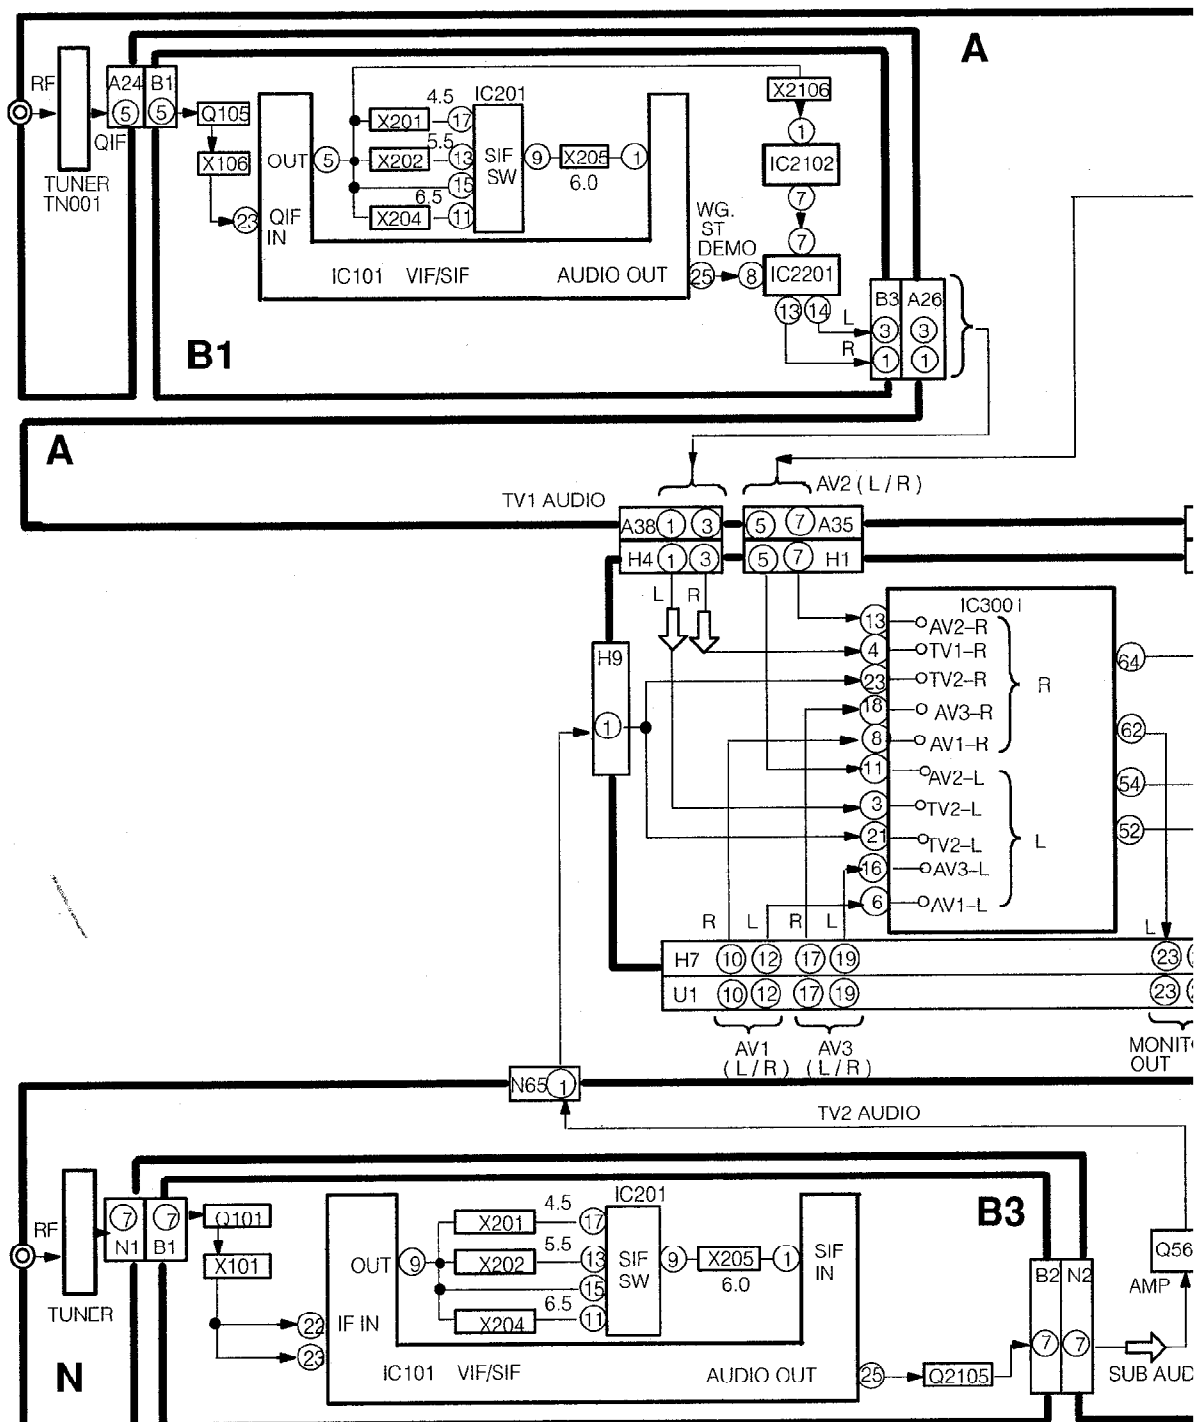 A
RF
A24 B1
5 5
QIF
TUNER
TN001
Q105
X106
23
QIF
IN
OUT 5
4.5
X201 17
5.5
X202 13
15
6.5
X204 11
IC201
SIF
SW
9 X205 1
6.0
IC101 VIF/SIF AUDIO OUT
25 8
WG.
ST
DEMO
X2106
1
IC2102
7
7
IC2201
13 14
L
R
B3 A26
3 3
1 1
B1
A
TV1 AUDIO
AV2 (L/R)
A38 1 3
5 7 A35
H4 1 3
5 7 H1
L R
H9
1
IC3001
13 AV2-R
4 TV1-R
23 TV2-R
18 AV3-R
8 AV1-R
R
11 AV2-L
3 TV2-L
21 TV2-L
16 AV3-L
6 AV1-L
L
64
62
54
52
R L R L
L
H7 10 12 17 19 23
U1 10 12 17 19 23
AV1
(L/R)
AV3
(L/R)
OUT
N65 1
TV2 AUDIO
RF
TUNER
7 7
N1 B1
Q101
X101
22
23
IF IN
OUT 9
4.5
X201 17
5.5
X202 13
15
6.5
X204 11
IC201
SIF
SW
9 X205 1
6.0
SIF
IN
IC101 VIF/SIF
AUDIO OUT
25 Q2105
B3
B2 N2
7 7
Q56
AMP
SUB AUD
N